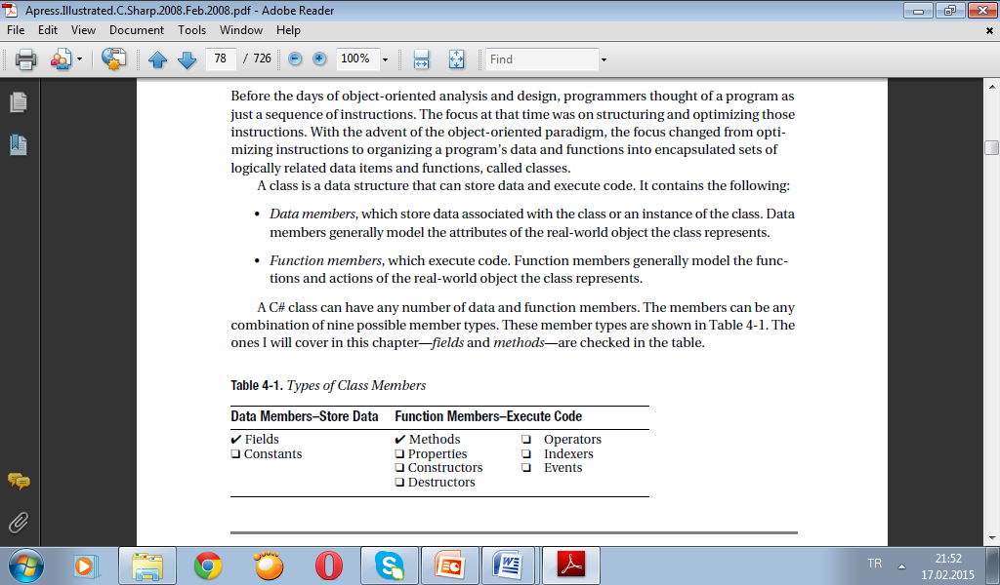 Apress.Illustrated.C.Sharp.2008.Feb.2008.pdf - Adobe Reader
File Edit View Document Tools Window Help
78 / 726 100% Find
Before the days of object-oriented analysis and design, programmers thought of a program as
just a sequence of instructions. The focus at that time was on structuring and optimizing those
instructions. With the advent of the object-oriented paradigm, the focus changed from opti-
mizing instructions to organizing a program's data and functions into encapsulated sets of
logically related data items and functions, called classes.
A class is a data structure that can store data and execute code. It contains the following:
• Data members, which store data associated with the class or an instance of the class. Data
members generally model the attributes of the real-world object the class represents.
• Function members, which execute code. Function members generally model the func-
tions and actions of the real-world object the class represents.
A C# class can have any number of data and function members. The members can be any
combination of nine possible member types. These member types are shown in Table 4-1. The
ones I will cover in this chapter—fields and methods—are checked in the table.
Table 4-1. Types of Class Members
Data Members–Store Data Function Members–Execute Code
✔ Fields ✔ Methods ❏ Operators
❏ Constants ❏ Properties ❏ Indexers
❏ Constructors ❏ Events
❏ Destructors
TR 21:52
17.02.2015